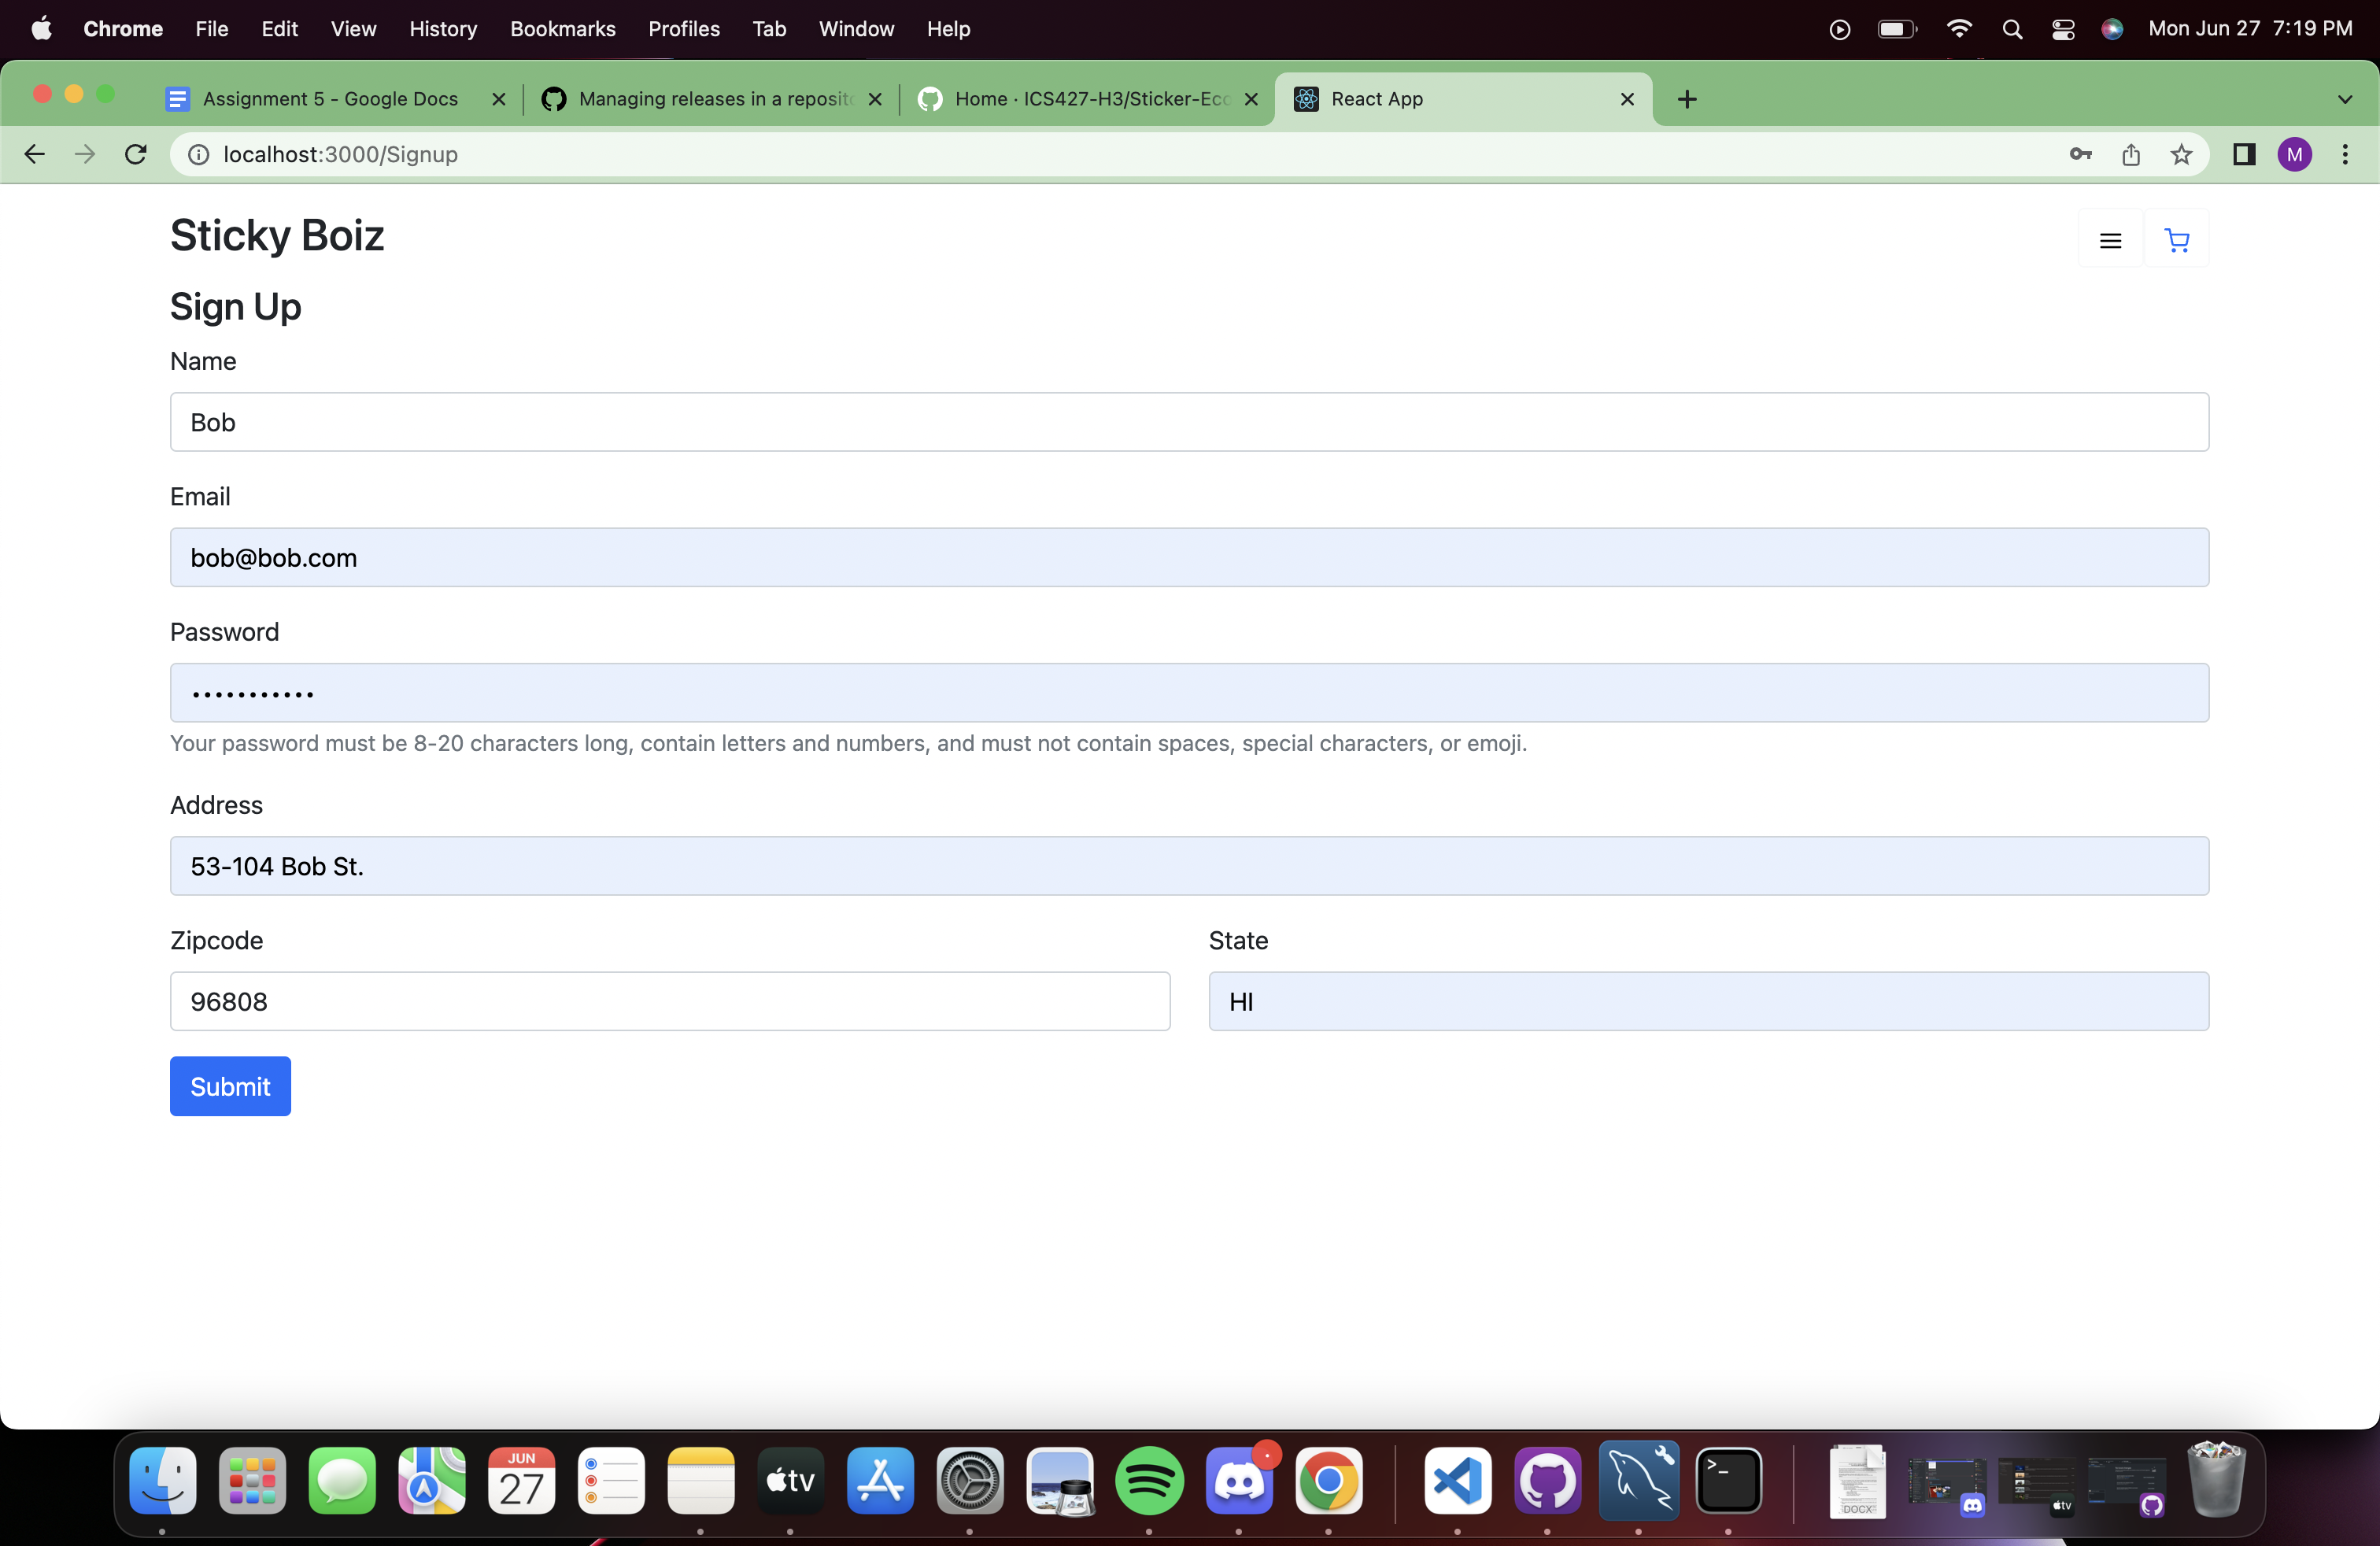 Chrome File Edit View History Bookmarks Profiles Tab Window Help Mon Jun 27 7:19 PM
Assignment 5 - Google Docs Managing releases in a reposito Home · ICS427-H3/Sticker-Eco React App
localhost:3000/Signup M
Sticky Boiz
Sign Up
Name
Bob
Email
bob@bob.com
Password
•••••••••••
Your password must be 8-20 characters long, contain letters and numbers, and must not contain spaces, special characters, or emoji.
Address
53-104 Bob St.
Zipcode State
96808 HI
Submit
JUN
27
tv
DOCX
tv